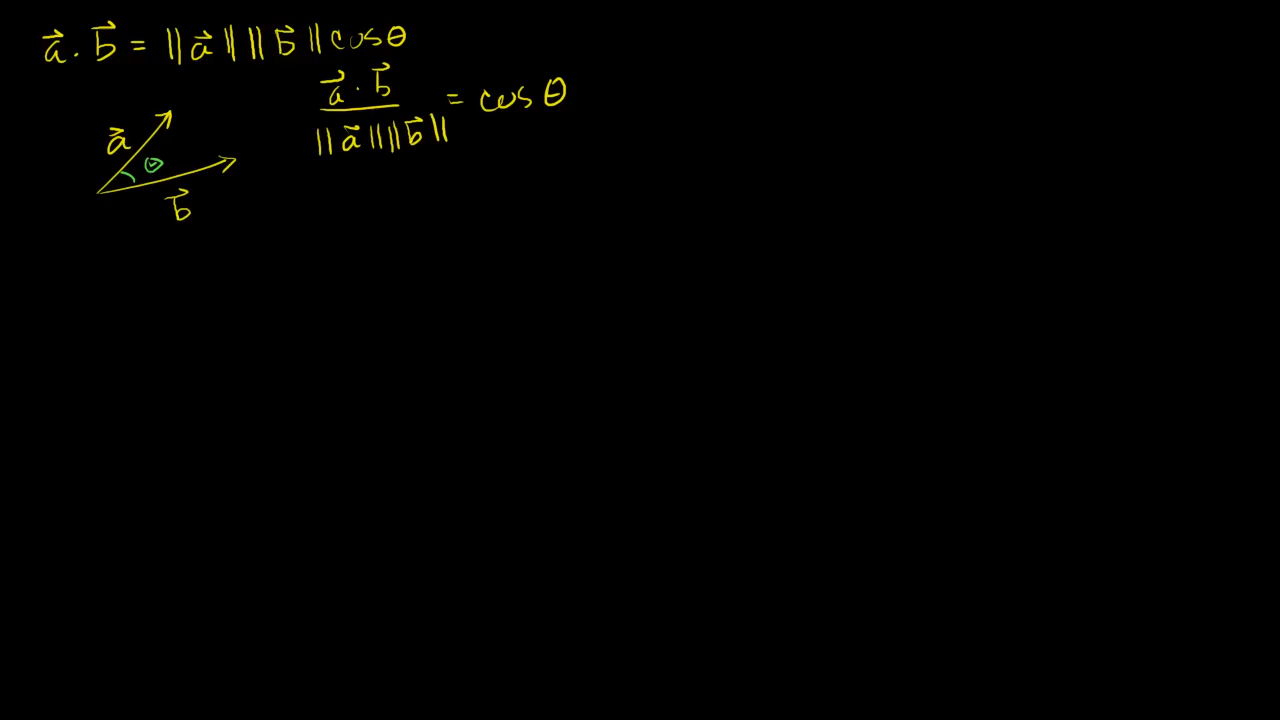 a⃗ · b⃗ = ||a⃗|| ||b⃗|| cos θ
a⃗ · b⃗ / ||a⃗|| ||b⃗|| = cos θ
a⃗
θ
b⃗